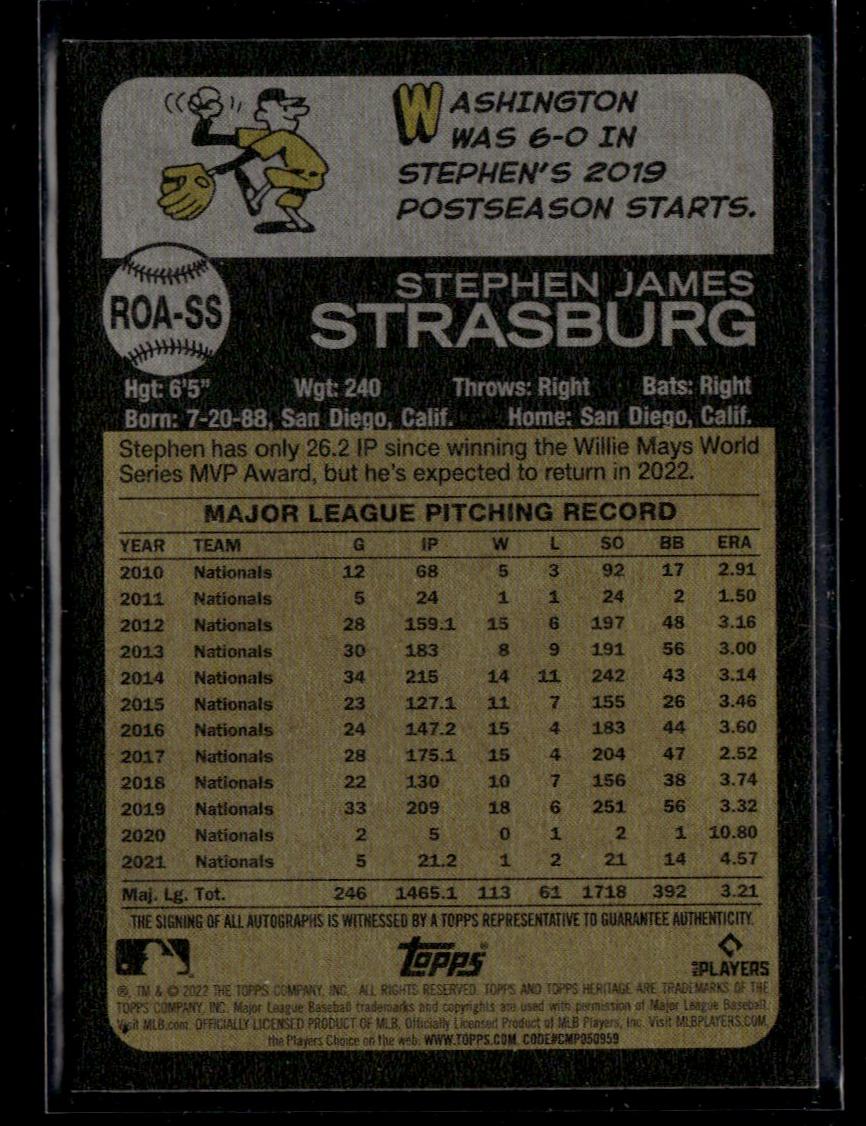 WASHINGTON
WAS 6-0 IN
STEPHEN'S 2019
POSTSEASON STARTS.
ROA-SS
STEPHEN JAMES
STRASBURG
Hgt: 6'5" Wgt: 240 Throws: Right Bats: Right
Born: 7-20-88, San Diego, Calif. Home: San Diego, Calif.
Stephen has only 26.2 IP since winning the Willie Mays World
Series MVP Award, but he's expected to return in 2022.
MAJOR LEAGUE PITCHING RECORD
YEAR TEAM G IP W L SO BB ERA
2010 Nationals 12 68 5 3 92 17 2.91
2011 Nationals 5 24 1 1 24 2 1.50
2012 Nationals 28 159.1 15 6 197 48 3.16
2013 Nationals 30 183 8 9 191 56 3.00
2014 Nationals 34 215 14 11 242 43 3.14
2015 Nationals 23 127.1 11 7 155 26 3.46
2016 Nationals 24 147.2 15 4 183 44 3.60
2017 Nationals 28 175.1 15 4 204 47 2.52
2018 Nationals 22 130 10 7 156 38 3.74
2019 Nationals 33 209 18 6 251 56 3.32
2020 Nationals 2 5 0 1 2 1 10.80
2021 Nationals 5 21.2 1 2 21 14 4.57
Maj. Lg. Tot. 246 1465.1 113 61 1718 392 3.21
THE SIGNING OF ALL AUTOGRAPHS IS WITNESSED BY A TOPPS REPRESENTATIVE TO GUARANTEE AUTHENTICITY.
topps®
MLB PLAYERS
®, TM & © 2022 THE TOPPS COMPANY, INC. ALL RIGHTS RESERVED. TOPPS AND TOPPS HERITAGE ARE TRADEMARKS OF THE
TOPPS COMPANY, INC. Major League Baseball trademarks and copyrights are used with permission of Major League Baseball.
Visit MLB.com. OFFICIALLY LICENSED PRODUCT OF MLB. Officially Licensed Product of MLB Players, Inc. Visit MLBPLAYERS.COM,
the Players Choice on the web. WWW.TOPPS.COM. CODE#CMP050959